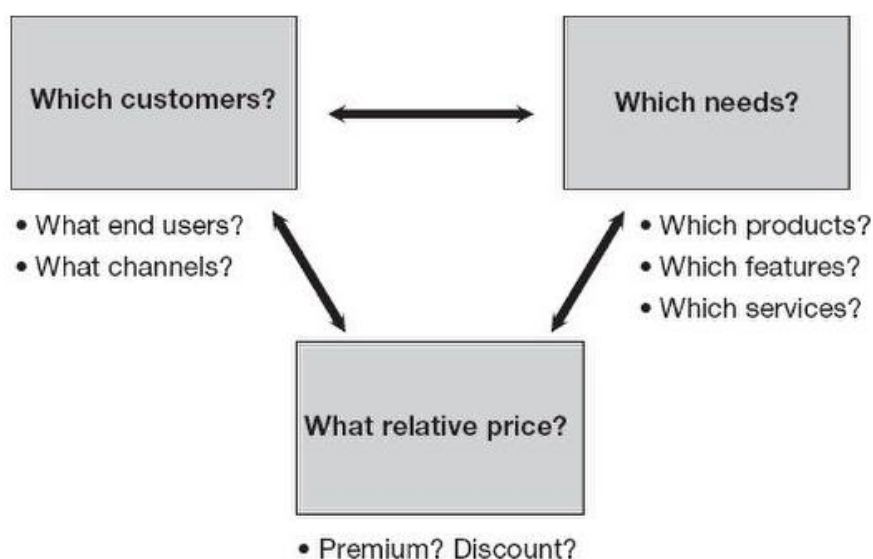 Which customers?
Which needs?
• What end users?
• What channels?
• Which products?
• Which features?
• Which services?
What relative price?
• Premium? Discount?